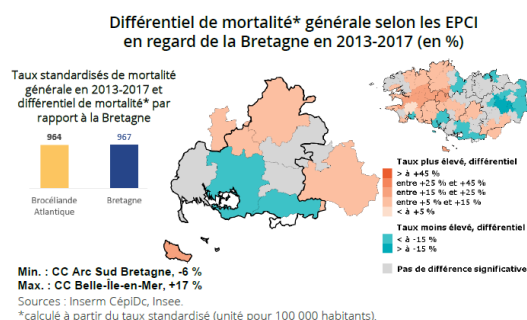 Différentiel de mortalité* générale selon les EPCI
en regard de la Bretagne en 2013-2017 (en %)
Taux standardisés de mortalité
générale en 2013-2017 et
différentiel de mortalité* par
rapport à la Bretagne
964
967
Brocéliande
Atlantique
Bretagne
Taux plus élevé, différentiel
> à +45 %
entre +25 % et +45 %
entre +15 % et +25 %
entre +5 % et +15 %
< à +5 %
Taux moins élevé, différentiel
< à -15 %
> à -15 %
Pas de différence significative
Min. : CC Arc Sud Bretagne, -6 %
Max. : CC Belle-Île-en-Mer, +17 %
Sources : Inserm CépiDc, Insee.
*calculé à partir du taux standardisé (unité pour 100 000 habitants).